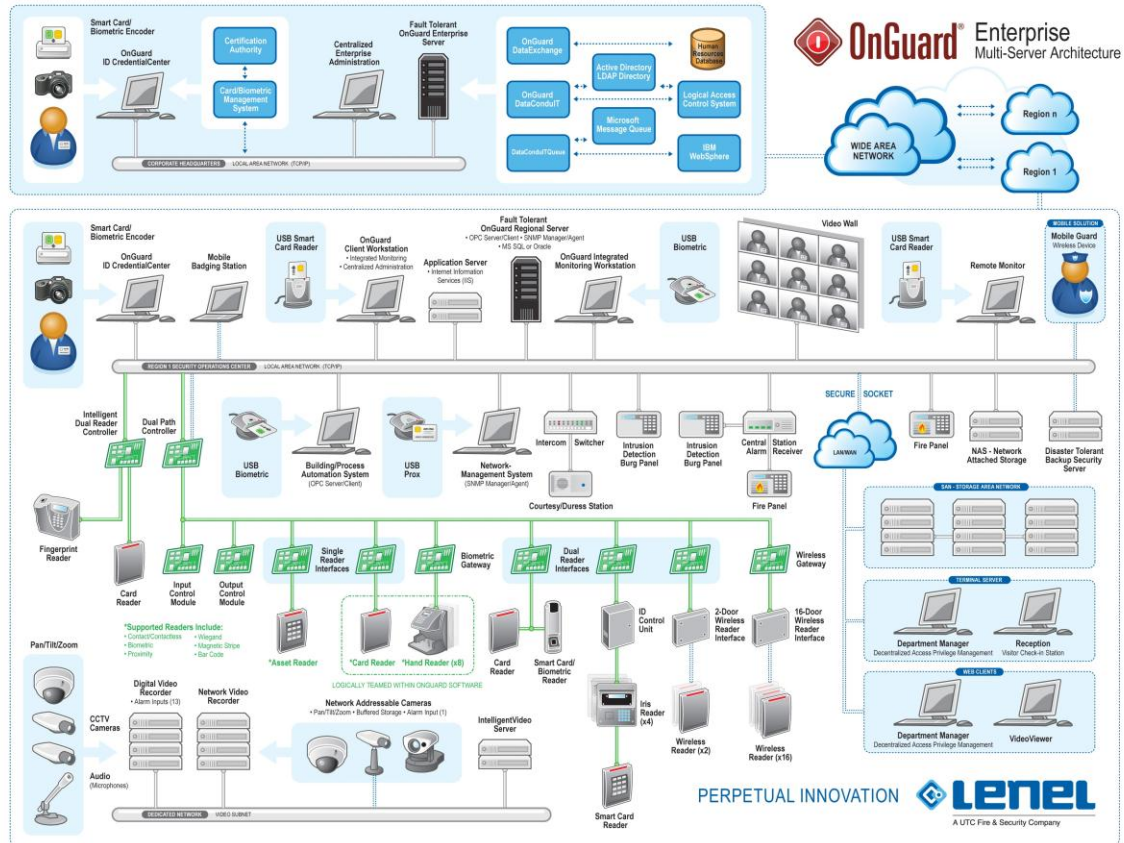 OnGuard® Enterprise
Multi-Server Architecture
Smart Card/
Biometric Encoder
OnGuard
ID CredentialCenter
Certification
Authority
Card/Biometric
Management
System
Centralized
Enterprise
Administration
Fault Tolerant
OnGuard Enterprise
Server
OnGuard
DataExchange
Human
Resources
Database
Active Directory
LDAP Directory
OnGuard
DataConduIT
Logical Access
Control System
Microsoft
Message Queue
DataConduITQueue
IBM
WebSphere
CORPORATE HEADQUARTERS LOCAL AREA NETWORK (TCP/IP)
WIDE AREA
NETWORK
Region n
Region 1
Smart Card/
Biometric Encoder
OnGuard
ID CredentialCenter
Mobile
Badging Station
USB Smart
Card Reader
OnGuard
Client Workstation
• Integrated Monitoring
• Centralized Administration
Application Server
• Internet Information
Services (IIS)
Fault Tolerant
OnGuard Regional Server
• OPC Server/Client • SNMP Manager/Agent
• MS SQL or Oracle
OnGuard Integrated
Monitoring Workstation
USB
Biometric
Video Wall
USB Smart
Card Reader
Remote Monitor
MOBILE SOLUTION
Mobile Guard
Wireless Device
REGION 1 SECURITY OPERATIONS CENTER LOCAL AREA NETWORK (TCP/IP)
Intelligent
Dual Reader
Controller
Dual Path
Controller
USB
Biometric
Building/Process
Automation System
(OPC Server/Client)
USB
Prox
Network-
Management System
(SNMP Manager/Agent)
Intercom Switcher
Courtesy/Duress Station
Intrusion
Detection
Burg Panel
Intrusion
Detection
Burg Panel
Central Station
Alarm Receiver
Fire Panel
SECURE SOCKET
LAN/WAN
Fire Panel
NAS - Network
Attached Storage
Disaster Tolerant
Backup Security
Server
SAN - STORAGE AREA NETWORK
Fingerprint
Reader
Card
Reader
Input
Control
Module
Output
Control
Module
Single
Reader
Interfaces
Biometric
Gateway
Dual
Reader
Interfaces
Wireless
Gateway
*Supported Readers Include:
• Contact/Contactless
• Biometric
• Proximity
• Wiegand
• Magnetic Stripe
• Bar Code
*Asset Reader
*Card Reader
*Hand Reader (x8)
LOGICALLY TEAMED WITHIN ONGUARD SOFTWARE
Card
Reader
Smart Card/
Biometric
Reader
ID
Control
Unit
2-Door
Wireless
Reader
Interface
16-Door
Wireless
Reader
Interface
Iris
Reader
(x4)
Wireless
Reader (x2)
Wireless
Reader (x16)
Smart Card
Reader
TERMINAL SERVER
Department Manager
Decentralized Access Privilege Management
Reception
Visitor Check-in Station
WEB CLIENTS
Department Manager
Decentralized Access Privilege Management
VideoViewer
Pan/Tilt/Zoom
CCTV
Cameras
Audio
(Microphones)
Digital Video
Recorder
• Alarm Inputs (13)
Network Video
Recorder
Network Addressable Cameras
• Pan/Tilt/Zoom • Buffered Storage • Alarm Input (1)
IntelligentVideo
Server
DEDICATED NETWORK VIDEO SUBNET
PERPETUAL INNOVATION
LENEL
A UTC Fire & Security Company